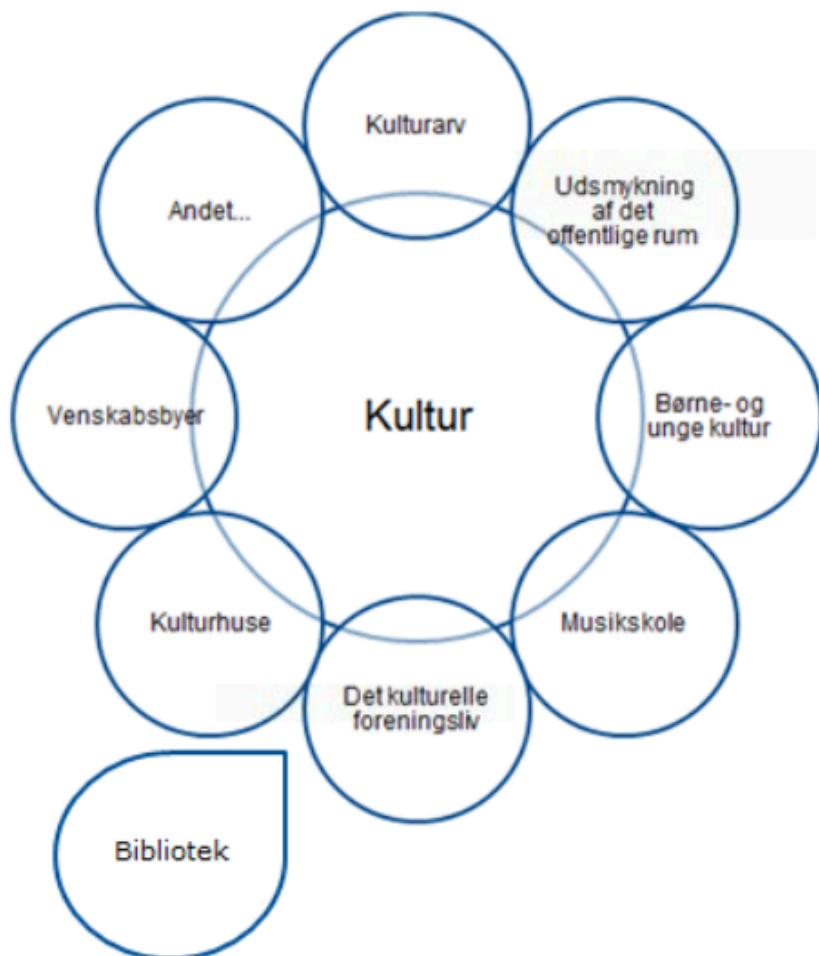 Kulturarv
Udsmykning
af det
offentlige rum
Andet...
Kultur
Børne- og
unge kultur
Venskabsbyer
Musikskole
Kulturhuse
Det kulturelle
foreningsliv
Bibliotek